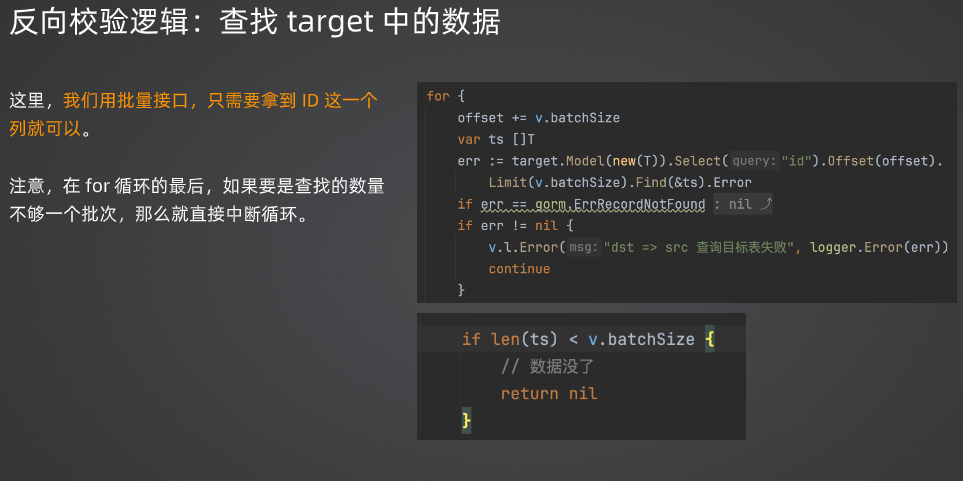 反向校验逻辑：查找 target 中的数据
这里，我们用批量接口，只需要拿到 ID 这一个
列就可以。
注意，在 for 循环的最后，如果要是查找的数量
不够一个批次，那么就直接中断循环。
for {
offset += v.batchSize
var ts []T
err := target.Model(new(T)).Select( query: "id").Offset(offset).
Limit(v.batchSize).Find(&ts).Error
if err == gorm.ErrRecordNotFound : nil ⤴
if err != nil {
v.l.Error( msg: "dst => src 查询目标表失败", logger.Error(err))
continue
}
if len(ts) < v.batchSize {
// 数据没了
return nil
}